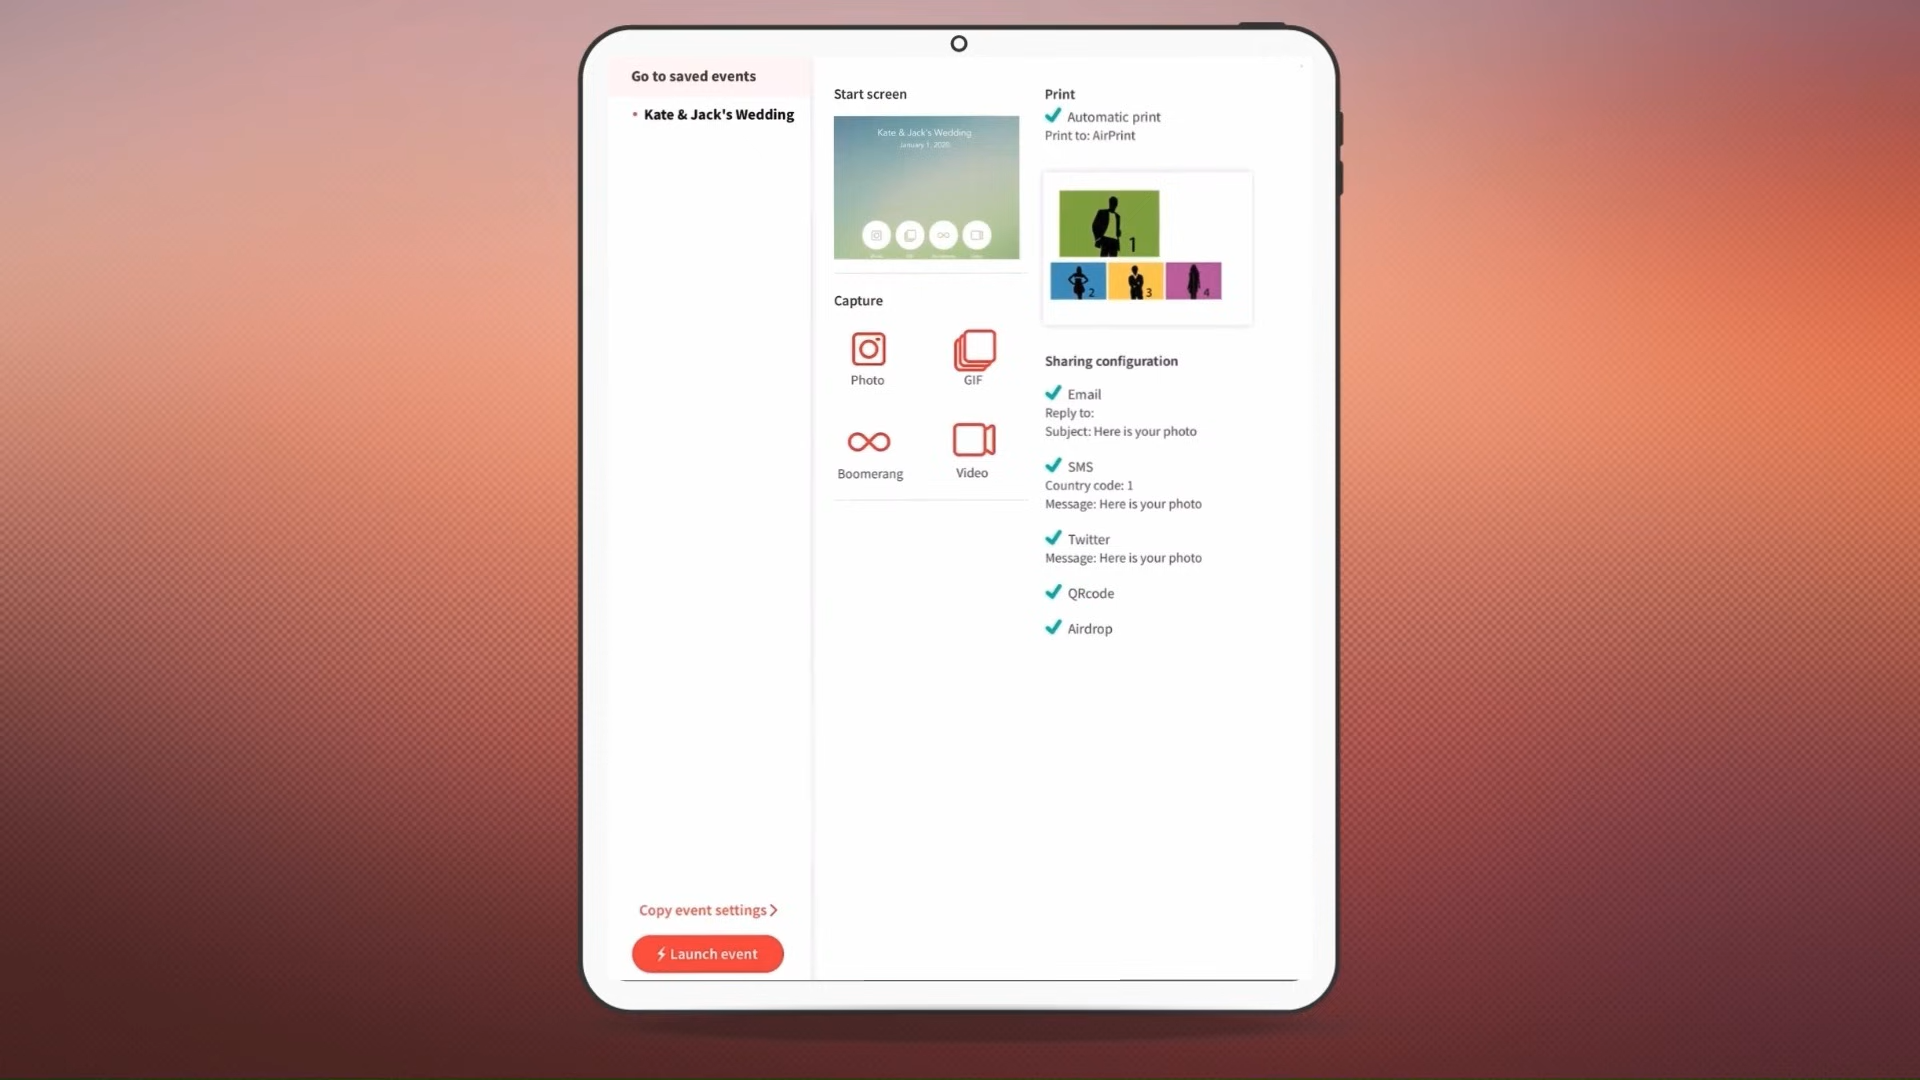 Go to saved events
Kate & Jack's Wedding
Start screen
Kate & Jack's Wedding
January 1, 2020
Capture
Photo
GIF
Boomerang
Video
Print
Automatic print
Print to: AirPrint
1
2
3
4
Sharing configuration
Email
Reply to:
Subject: Here is your photo
SMS
Country code: 1
Message: Here is your photo
Twitter
Message: Here is your photo
QRcode
Airdrop
Copy event settings
Launch event